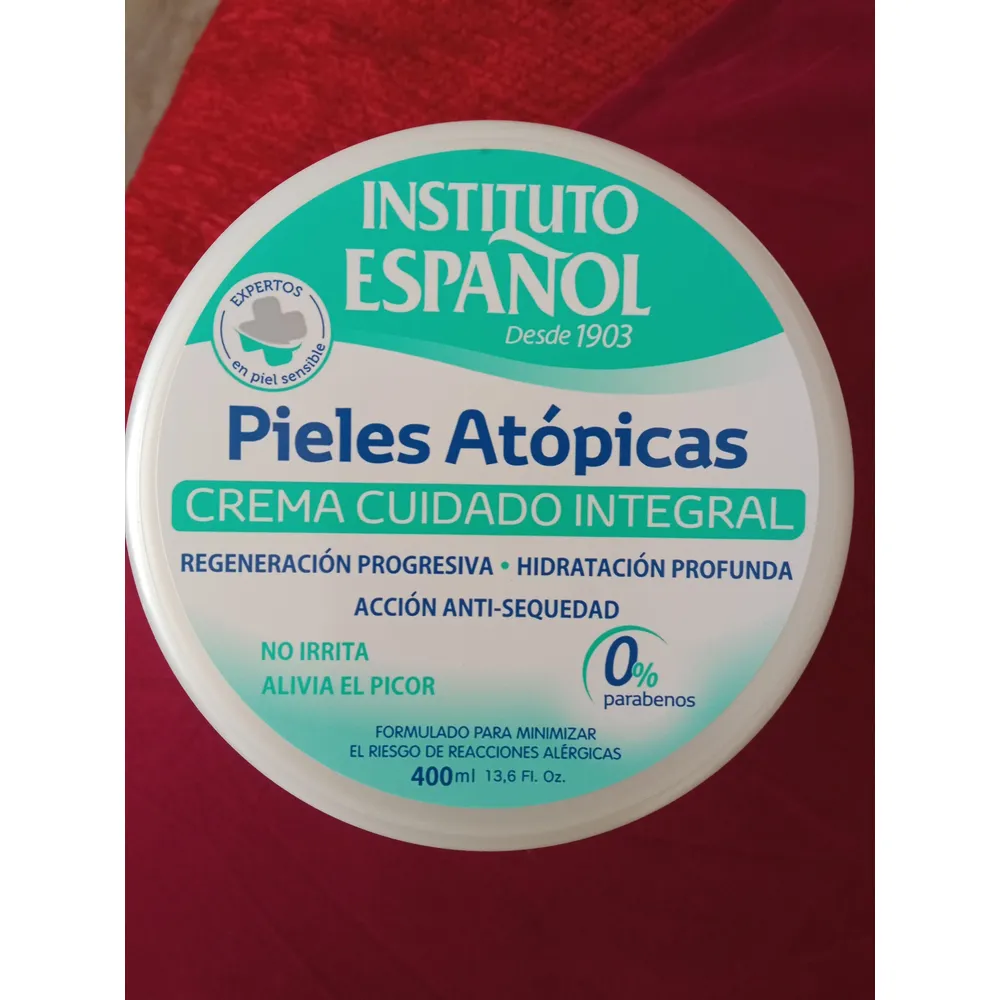 INSTITUTO
ESPAÑOL
Desde 1903
EXPERTOS
en piel sensible
Pieles Atópicas
CREMA CUIDADO INTEGRAL
REGENERACIÓN PROGRESIVA • HIDRATACIÓN PROFUNDA
ACCIÓN ANTI-SEQUEDAD
NO IRRITA
ALIVIA EL PICOR
0%
parabenos
FORMULADO PARA MINIMIZAR
EL RIESGO DE REACCIONES ALÉRGICAS
400ml 13,6 Fl. Oz.